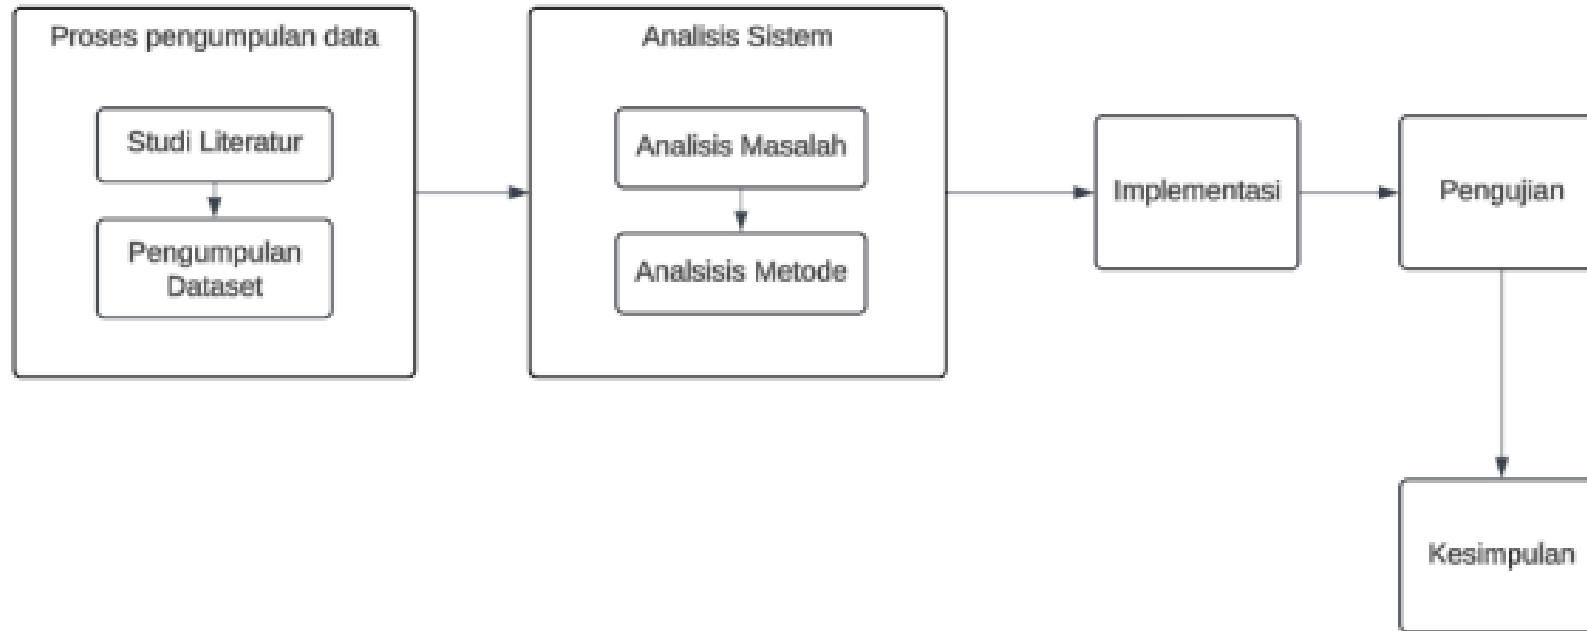 Proses pengumpulan data
Studi Literatur
Pengumpulan
Dataset
Analisis Sistem
Analisis Masalah
Analsisis Metode
Implementasi
Pengujian
Kesimpulan